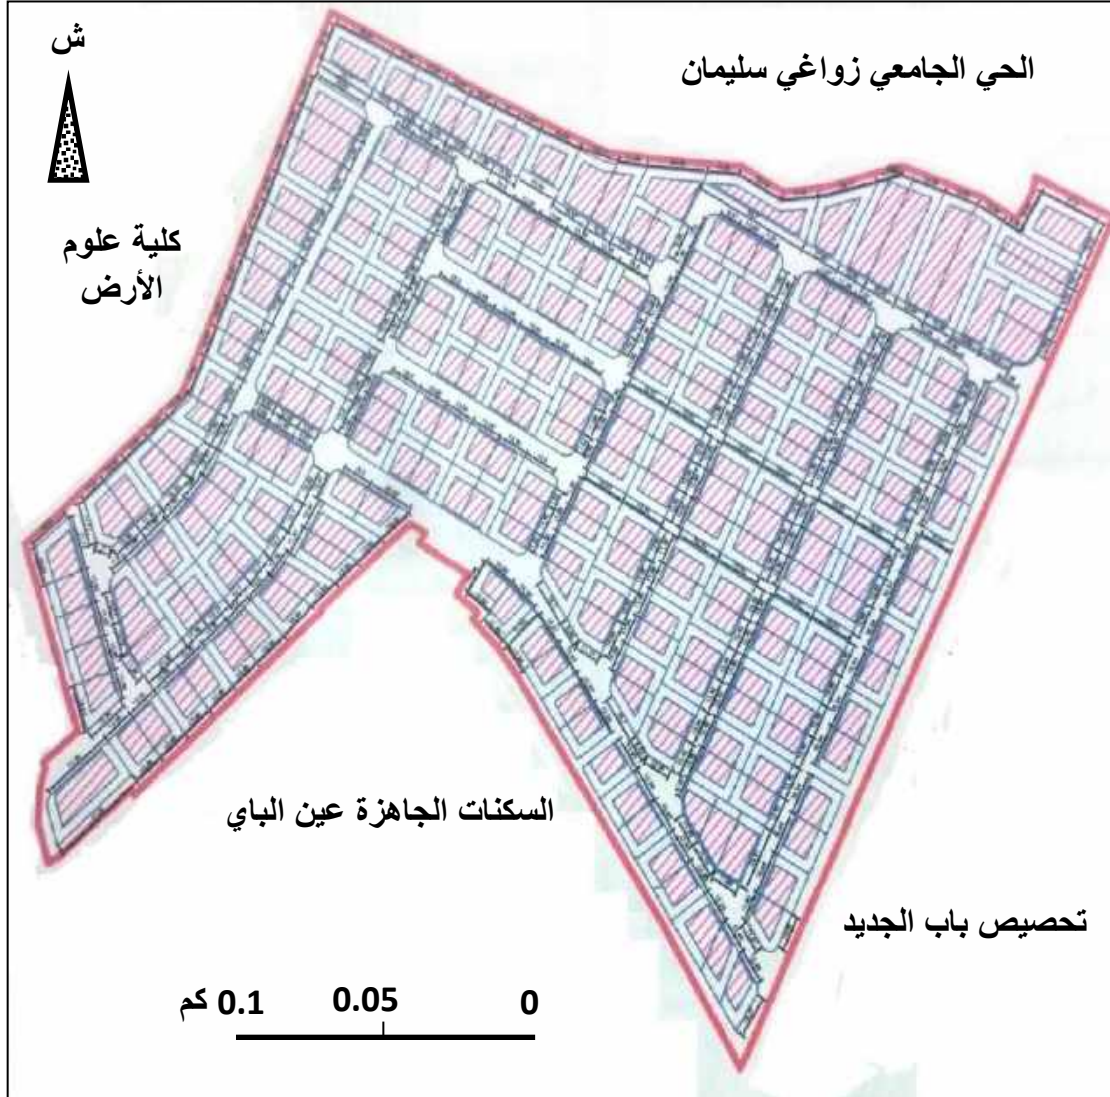 ش
الحي الجامعي زواغي سليمان
كلية علوم
الأرض
السكنات الجاهزة عين الباي
تحصيص باب الجديد
0 0.05 0.1 كم